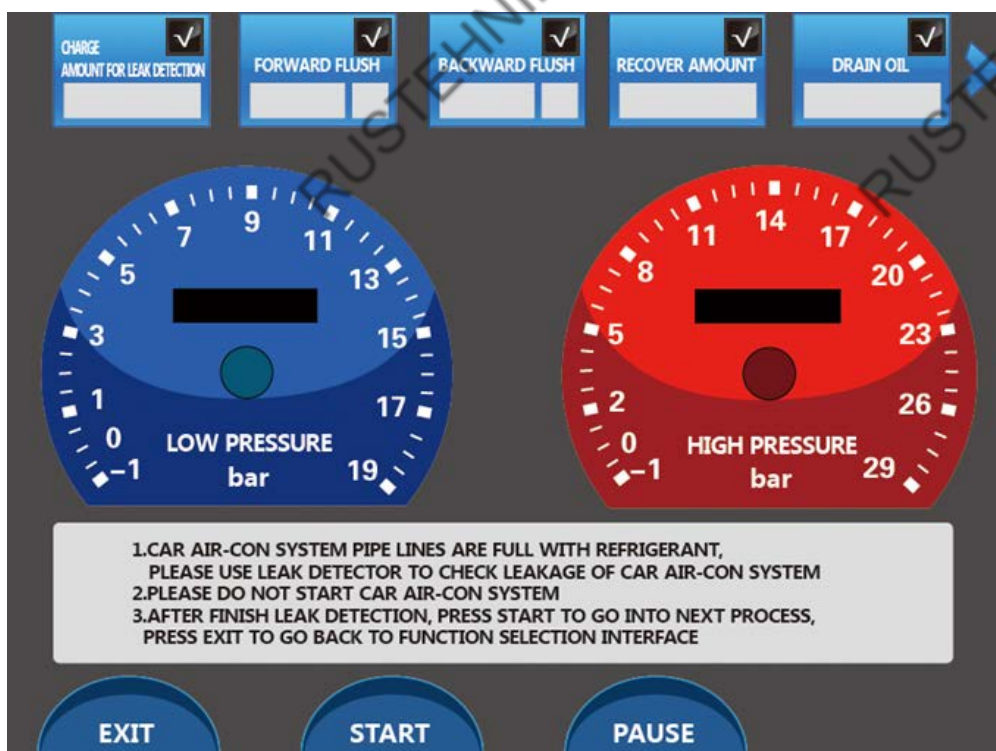 CHARGE
AMOUNT FOR LEAK DETECTION
FORWARD FLUSH
BACKWARD FLUSH
RECOVER AMOUNT
DRAIN OIL
-1
0
1
3
5
7
9
11
13
15
17
19
LOW PRESSURE
bar
-1
0
2
5
8
11
14
17
20
23
26
29
HIGH PRESSURE
bar
1.CAR AIR-CON SYSTEM PIPE LINES ARE FULL WITH REFRIGERANT,
PLEASE USE LEAK DETECTOR TO CHECK LEAKAGE OF CAR AIR-CON SYSTEM
2.PLEASE DO NOT START CAR AIR-CON SYSTEM
3.AFTER FINISH LEAK DETECTION, PRESS START TO GO INTO NEXT PROCESS,
PRESS EXIT TO GO BACK TO FUNCTION SELECTION INTERFACE
EXIT
START
PAUSE